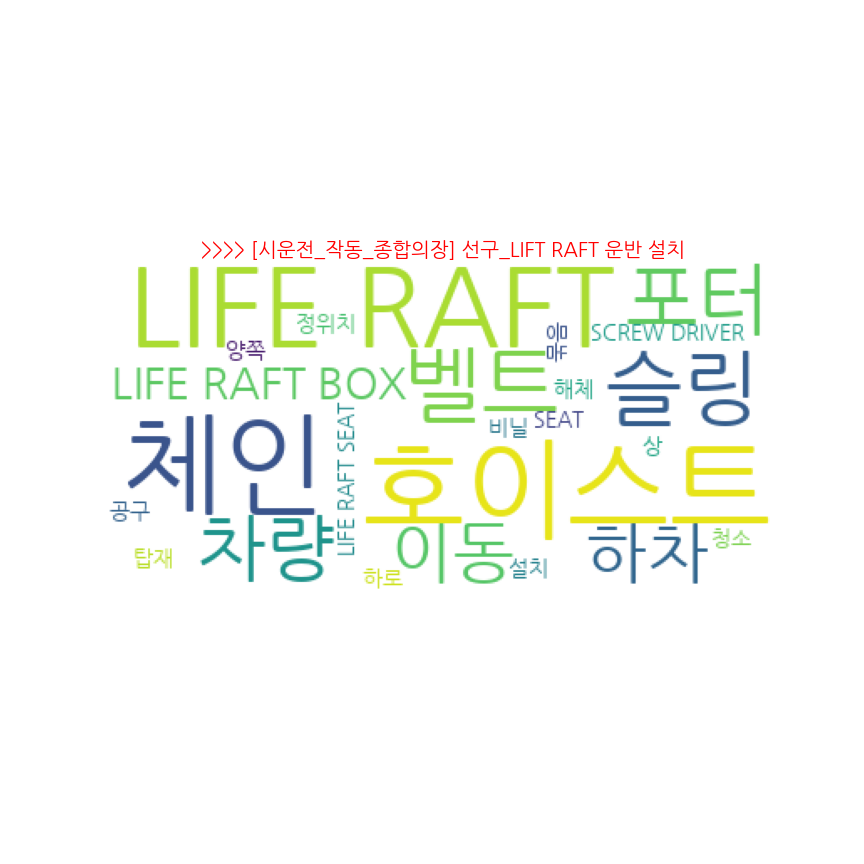 >>>> [시운전_작동_종합의장] 선구_LIFT RAFT 운반 설치
LIFE RAFT
포터
정위치
SCREW DRIVER
묶음
양쪽
벨트
슬링
LIFE RAFT BOX
해체
SEAT
비닐
LIFE RAFT SEAT
체인
호이스트
상
공구
차량
이동
하차
청소
탑재
설치
하로